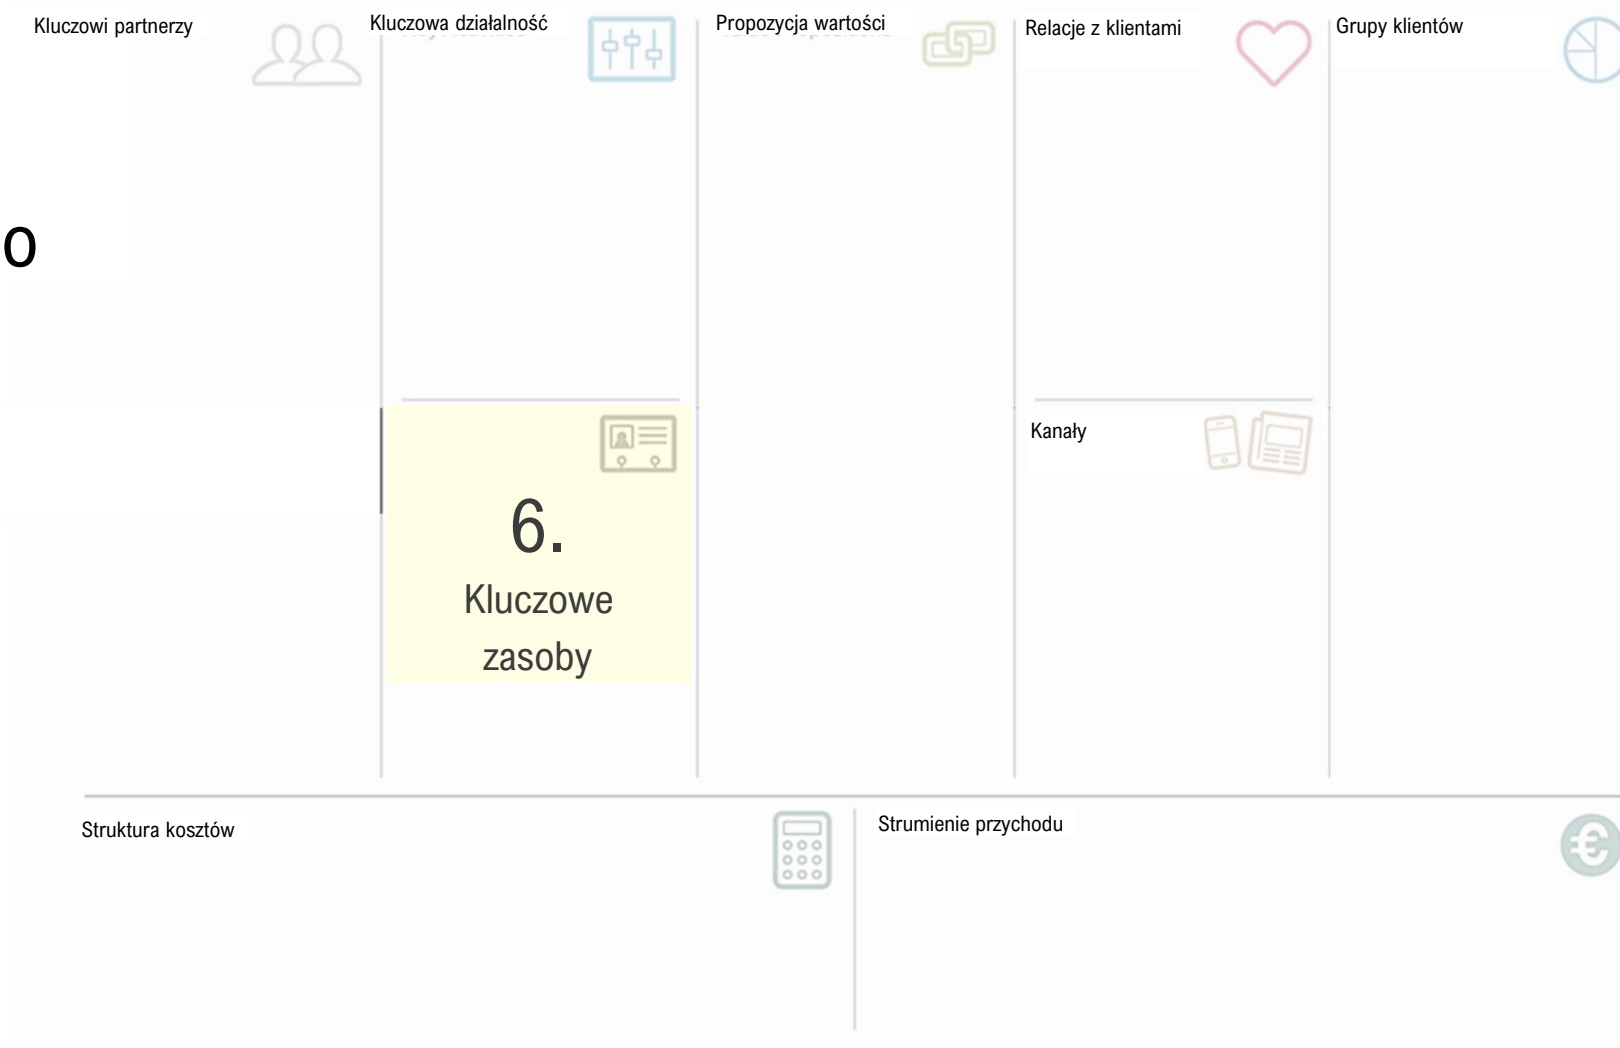 Kluczowi partnerzy
Kluczowa działalność
Propozycja wartości
Relacje z klientami
Grupy klientów
o
Kanały
6.
Kluczowe
zasoby
Struktura kosztów
Strumienie przychodu
€